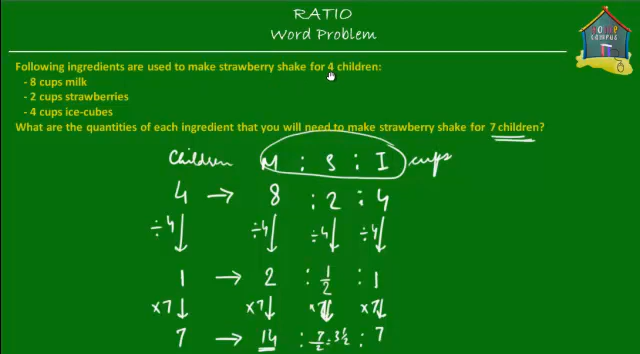 RATIO
Word Problem
Following ingredients are used to make strawberry shake for 4 children:
- 8 cups milk
- 2 cups strawberries
- 4 cups ice-cubes
What are the quantities of each ingredient that you will need to make strawberry shake for 7 children?
Children M : S : I cups
4 → 8 : 2 : 4
÷4 ↓ ÷4 ↓ ÷4 ↓ ÷4 ↓
1 → 2 : 1/2 : 1
×7 ↓ ×7 ↓ ×7 ↓ ×7 ↓
7 → 14 : 7/2 = 3 1/2 : 7